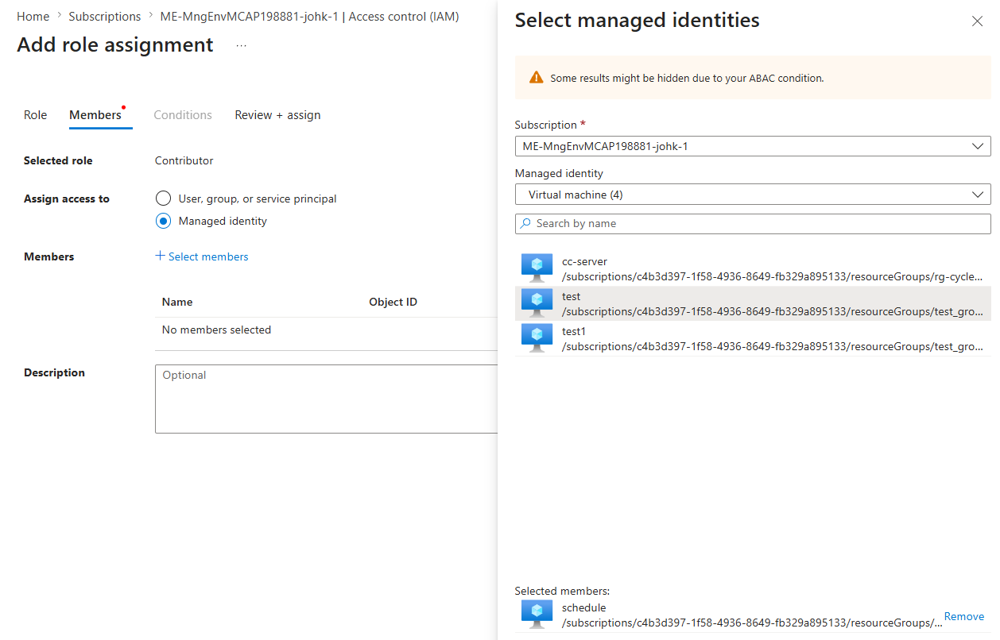 Home > Subscriptions > ME-MngEnvMCAP198881-johk-1 | Access control (IAM)
Add role assignment ...
Role Members Conditions Review + assign
Selected role Contributor
Assign access to User, group, or service principal
Managed identity
Members + Select members
Name Object ID
No members selected
Description Optional
Select managed identities
Some results might be hidden due to your ABAC condition.
Subscription *
ME-MngEnvMCAP198881-johk-1
Managed identity
Virtual machine (4)
Search by name
cc-server
/subscriptions/c4b3d397-1f58-4936-8649-fb329a895133/resourceGroups/rg-cycle...
test
/subscriptions/c4b3d397-1f58-4936-8649-fb329a895133/resourceGroups/test_gro...
test1
/subscriptions/c4b3d397-1f58-4936-8649-fb329a895133/resourceGroups/test_gro...
Selected members:
schedule
/subscriptions/c4b3d397-1f58-4936-8649-fb329a895133/resourceGroups/...
Remove